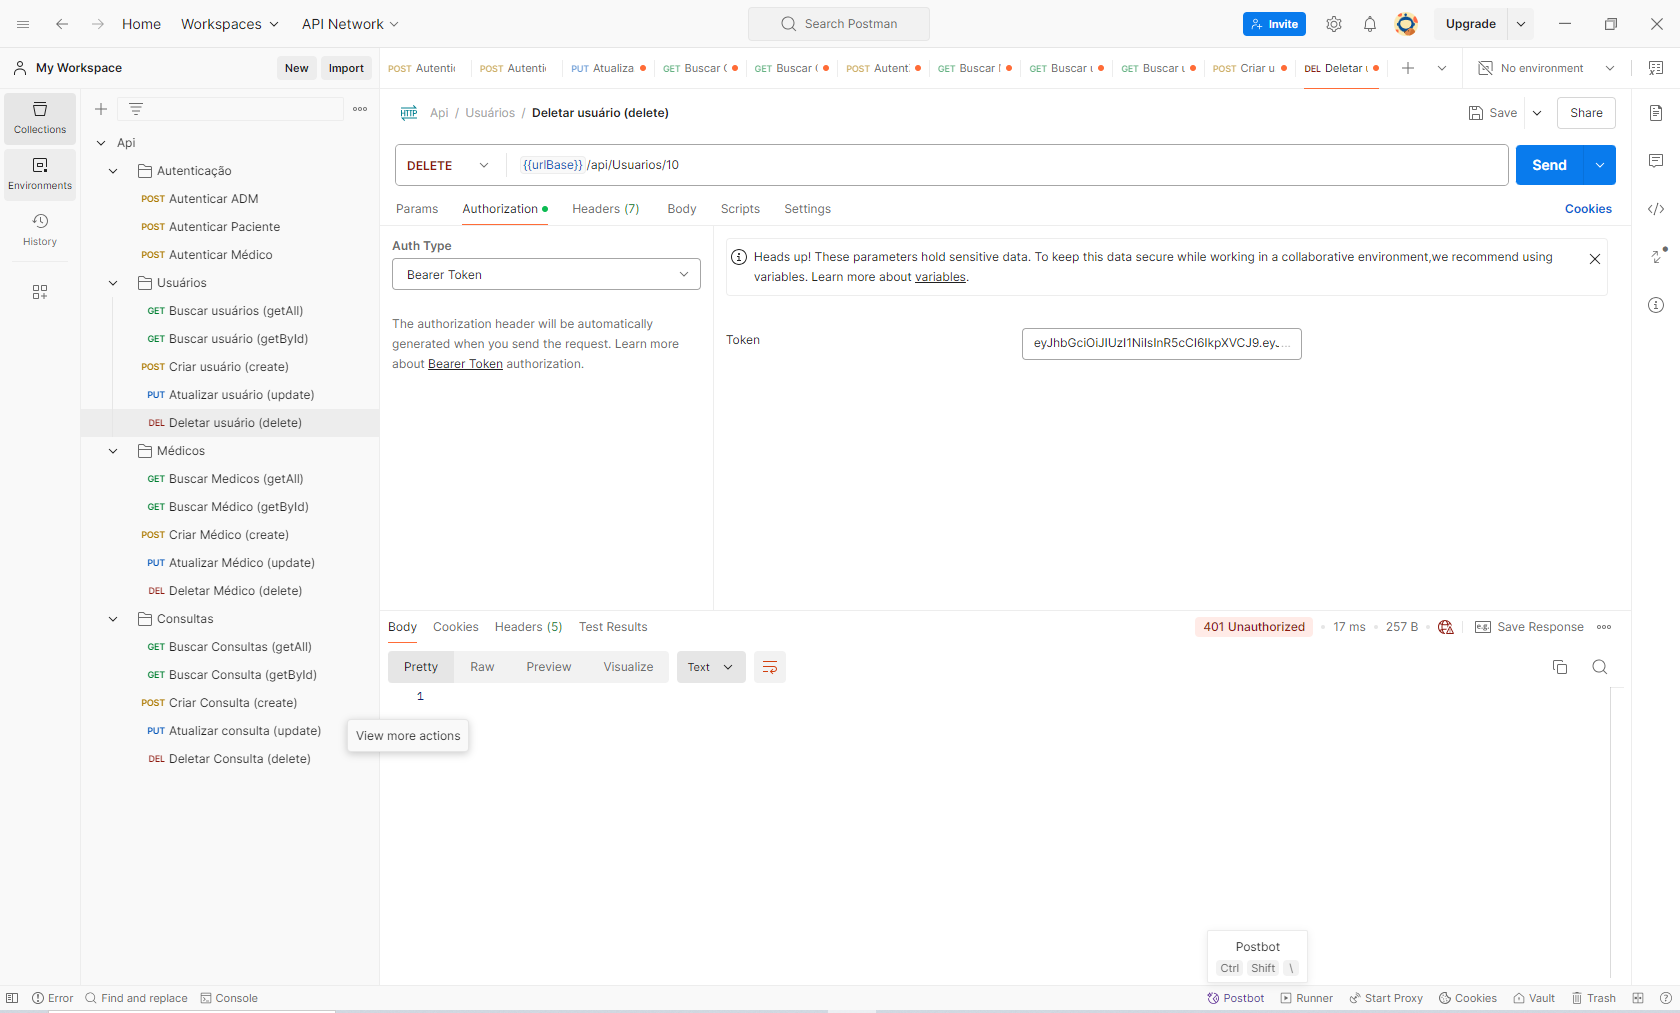 Home
Workspaces
API Network
Search Postman
Invite
Upgrade
My Workspace
New
Import
POST Autentic
POST Autentic
PUT Atualiza
GET Buscar
GET Buscar
POST Autent
GET Buscar
GET Buscar
GET Buscar
POST Criar u
DEL Deletar
No environment
Collections
Environments
History
Api
Autenticação
POST Autenticar ADM
POST Autenticar Paciente
POST Autenticar Médico
Usuários
GET Buscar usuários (getAll)
GET Buscar usuário (getById)
POST Criar usuário (create)
PUT Atualizar usuário (update)
DEL Deletar usuário (delete)
Médicos
GET Buscar Medicos (getAll)
GET Buscar Médico (getById)
POST Criar Médico (create)
PUT Atualizar Médico (update)
DEL Deletar Médico (delete)
Consultas
GET Buscar Consultas (getAll)
GET Buscar Consulta (getById)
POST Criar Consulta (create)
PUT Atualizar consulta (update)
DEL Deletar Consulta (delete)
View more actions
HTTP Api / Usuários / Deletar usuário (delete)
Save
Share
DELETE
{{urlBase}} /api/Usuarios/10
Send
Params
Authorization
Headers (7)
Body
Scripts
Settings
Cookies
Auth Type
Bearer Token
The authorization header will be automatically
generated when you send the request. Learn more
about Bearer Token authorization.
Heads up! These parameters hold sensitive data. To keep this data secure while working in a collaborative environment,we recommend using
variables. Learn more about variables.
Token
eyJhbGciOiJIUzI1NiIsInR5cCI6IkpXVCJ9.ey...
Body
Cookies
Headers (5)
Test Results
401 Unauthorized
17 ms
257 B
e.g. Save Response
Pretty
Raw
Preview
Visualize
Text
1
Postbot
Ctrl Shift \
Error
Find and replace
Console
Postbot
Runner
Start Proxy
Cookies
Vault
Trash